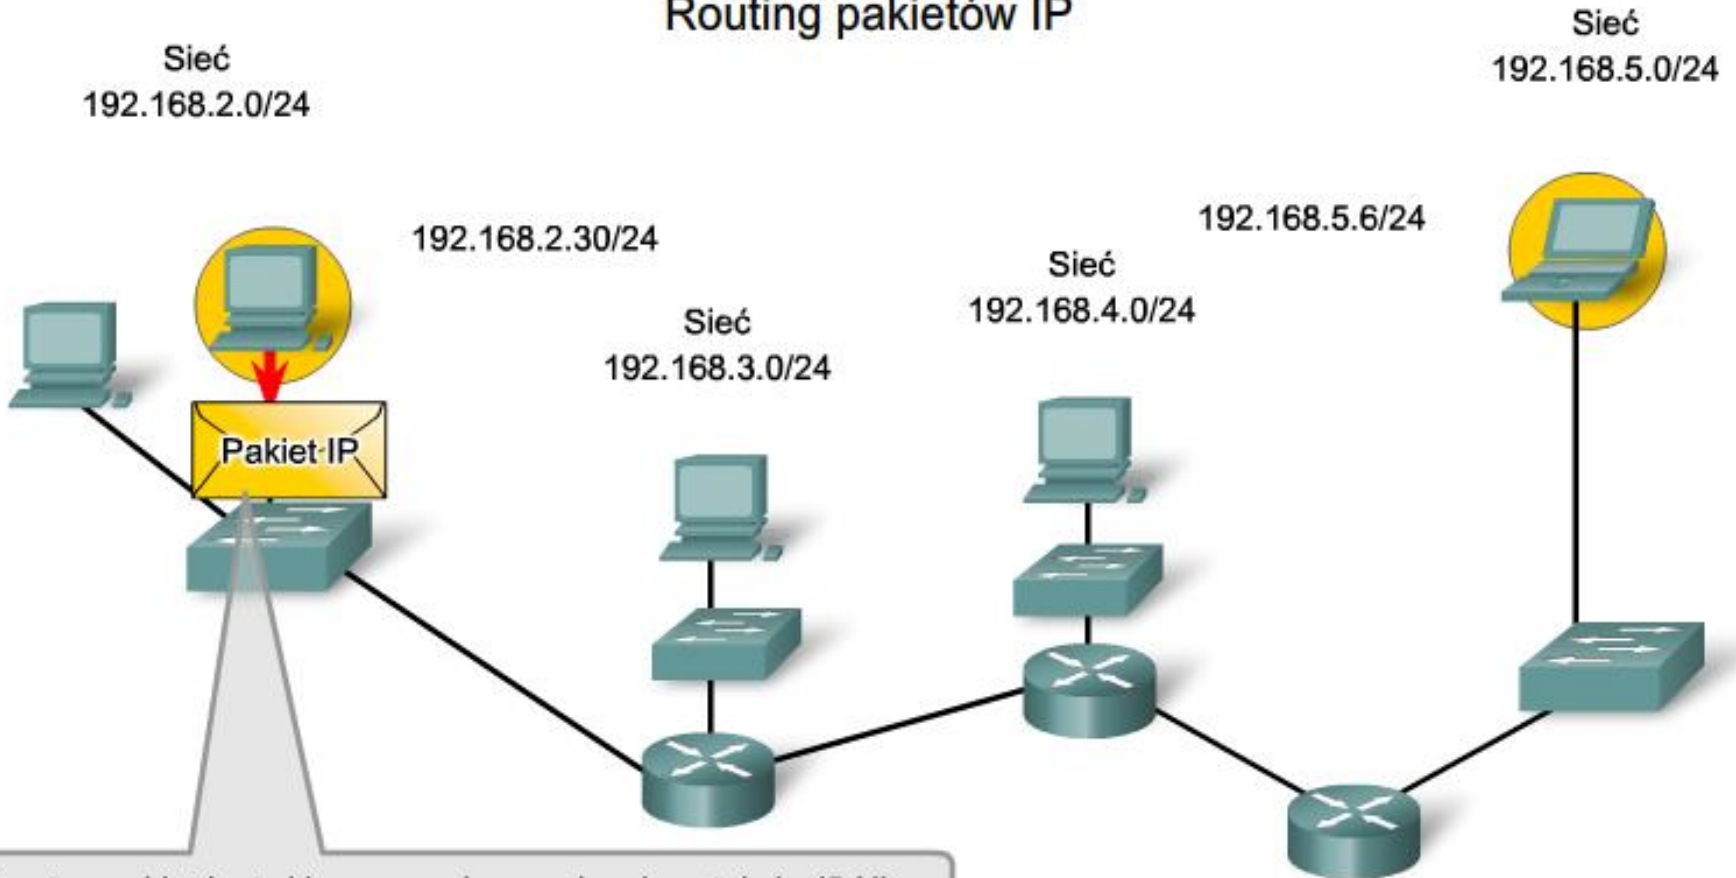 Routing pakietów IP
Sieć
192.168.2.0/24
Sieć
192.168.5.0/24
192.168.2.30/24
192.168.5.6/24
Sieć
192.168.4.0/24
Sieć
192.168.3.0/24
Pakiet IP